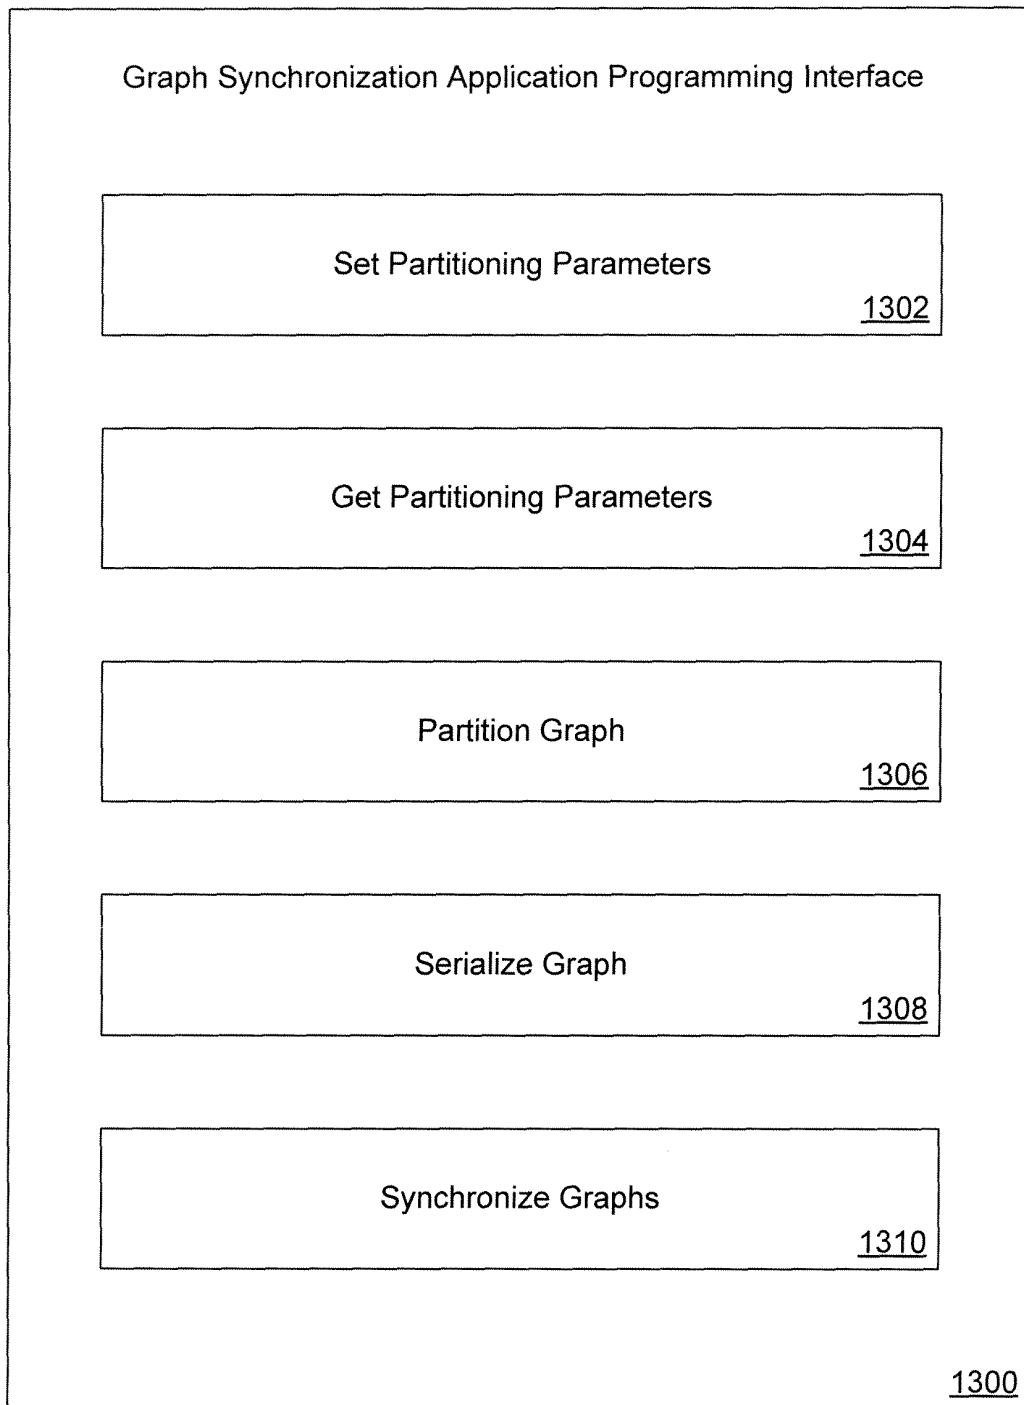 Graph Synchronization Application Programming Interface
Set Partitioning Parameters
1302
Get Partitioning Parameters
1304
Partition Graph
1306
Serialize Graph
1308
Synchronize Graphs
1310
1300